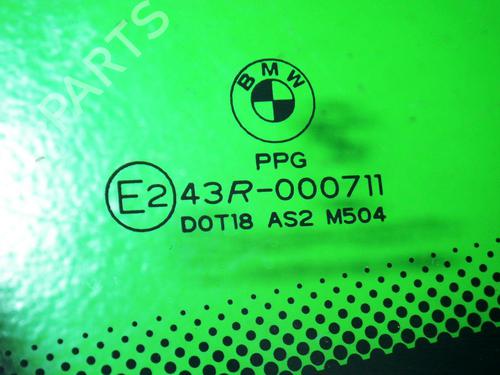 PARTS
BMW
PPG
E2 43R-000711
DOT18 AS2 M504